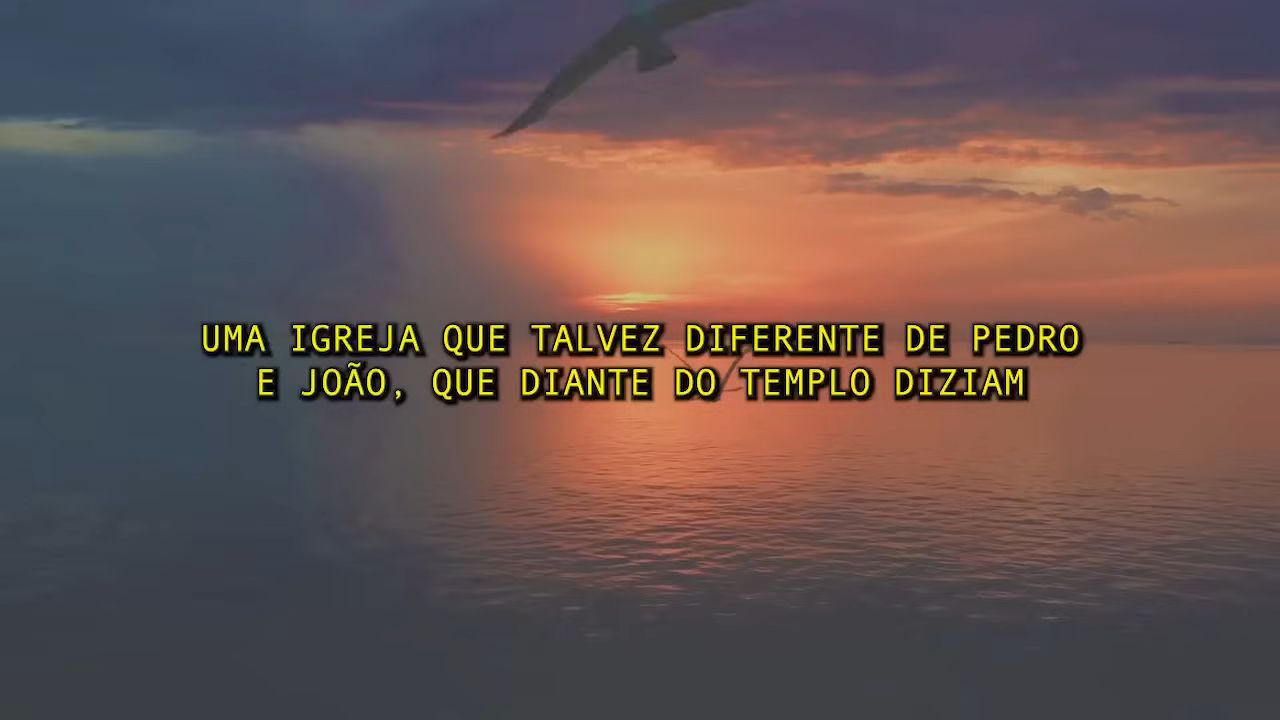 UMA IGREJA QUE TALVEZ DIFERENTE DE PEDRO
E JOÃO, QUE DIANTE DO TEMPLO DIZIAM